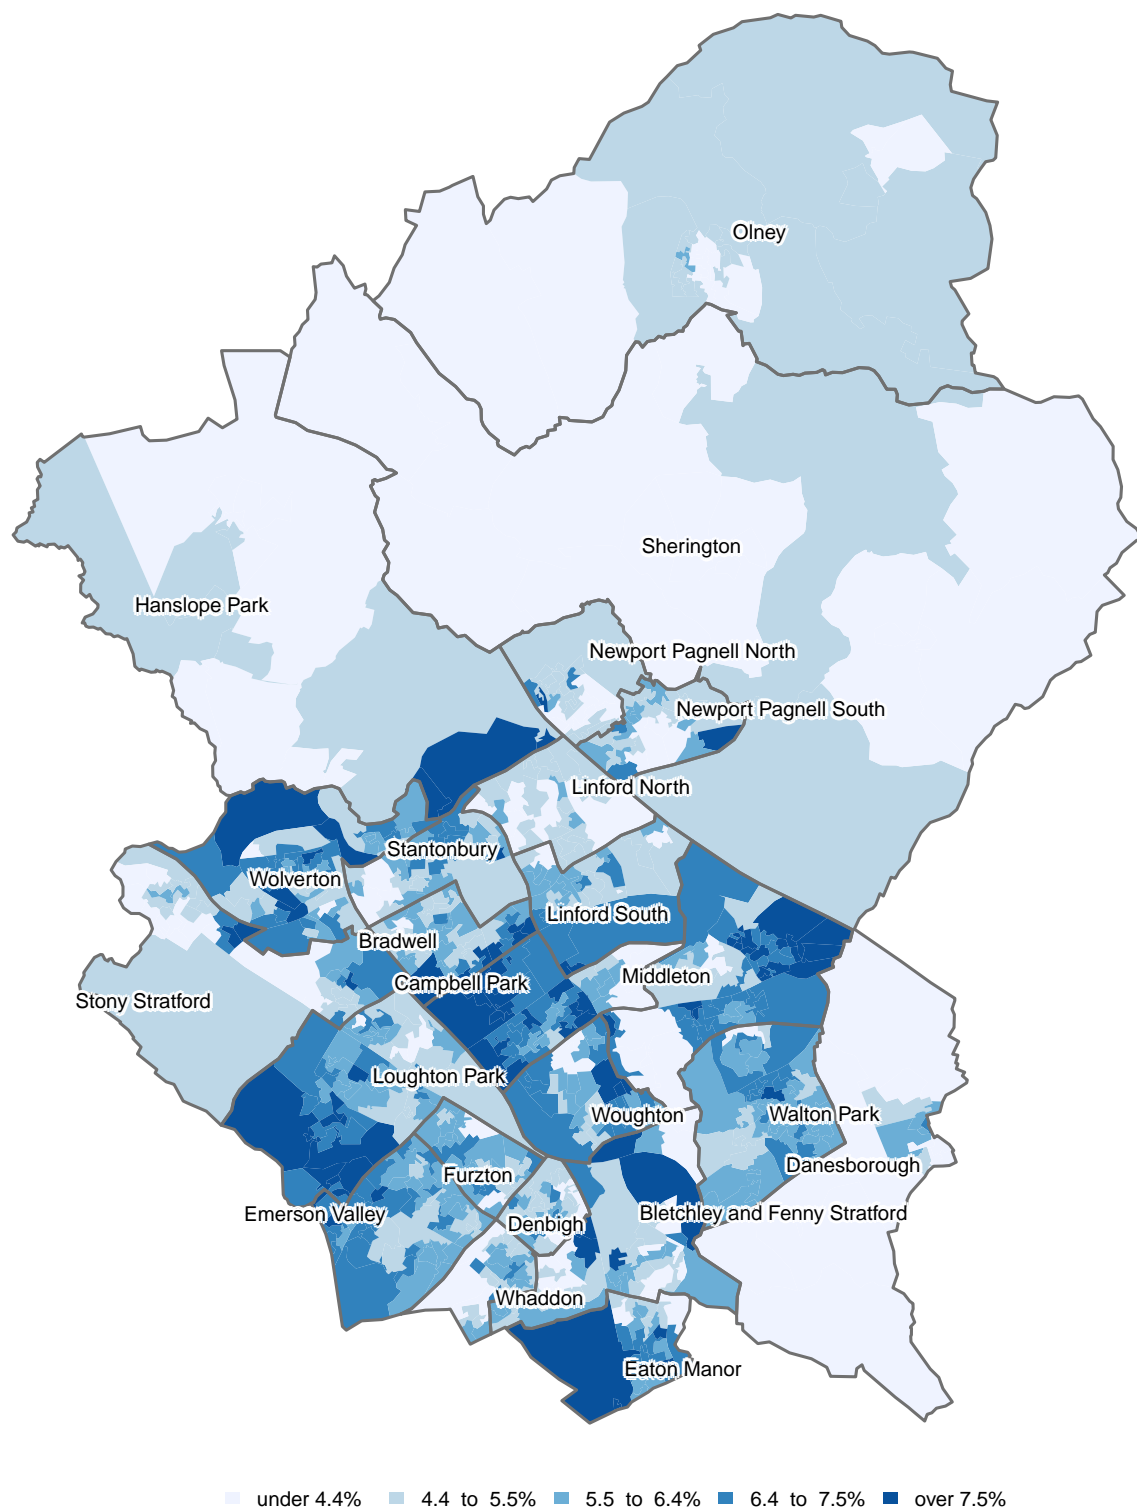 Olney
Sherington
Hanslope Park
Newport Pagnell North
Newport Pagnell South
Linford North
Stantonbury
Wolverton
Linford South
Bradwell
Middleton
Campbell Park
Stony Stratford
Loughton Park
Woughton
Walton Park
Danesborough
Furzton
Emerson Valley
Bletchley and Fenny Stratford
Denbigh
Whaddon
Eaton Manor
under 4.4% 4.4 to 5.5% 5.5 to 6.4% 6.4 to 7.5% over 7.5%